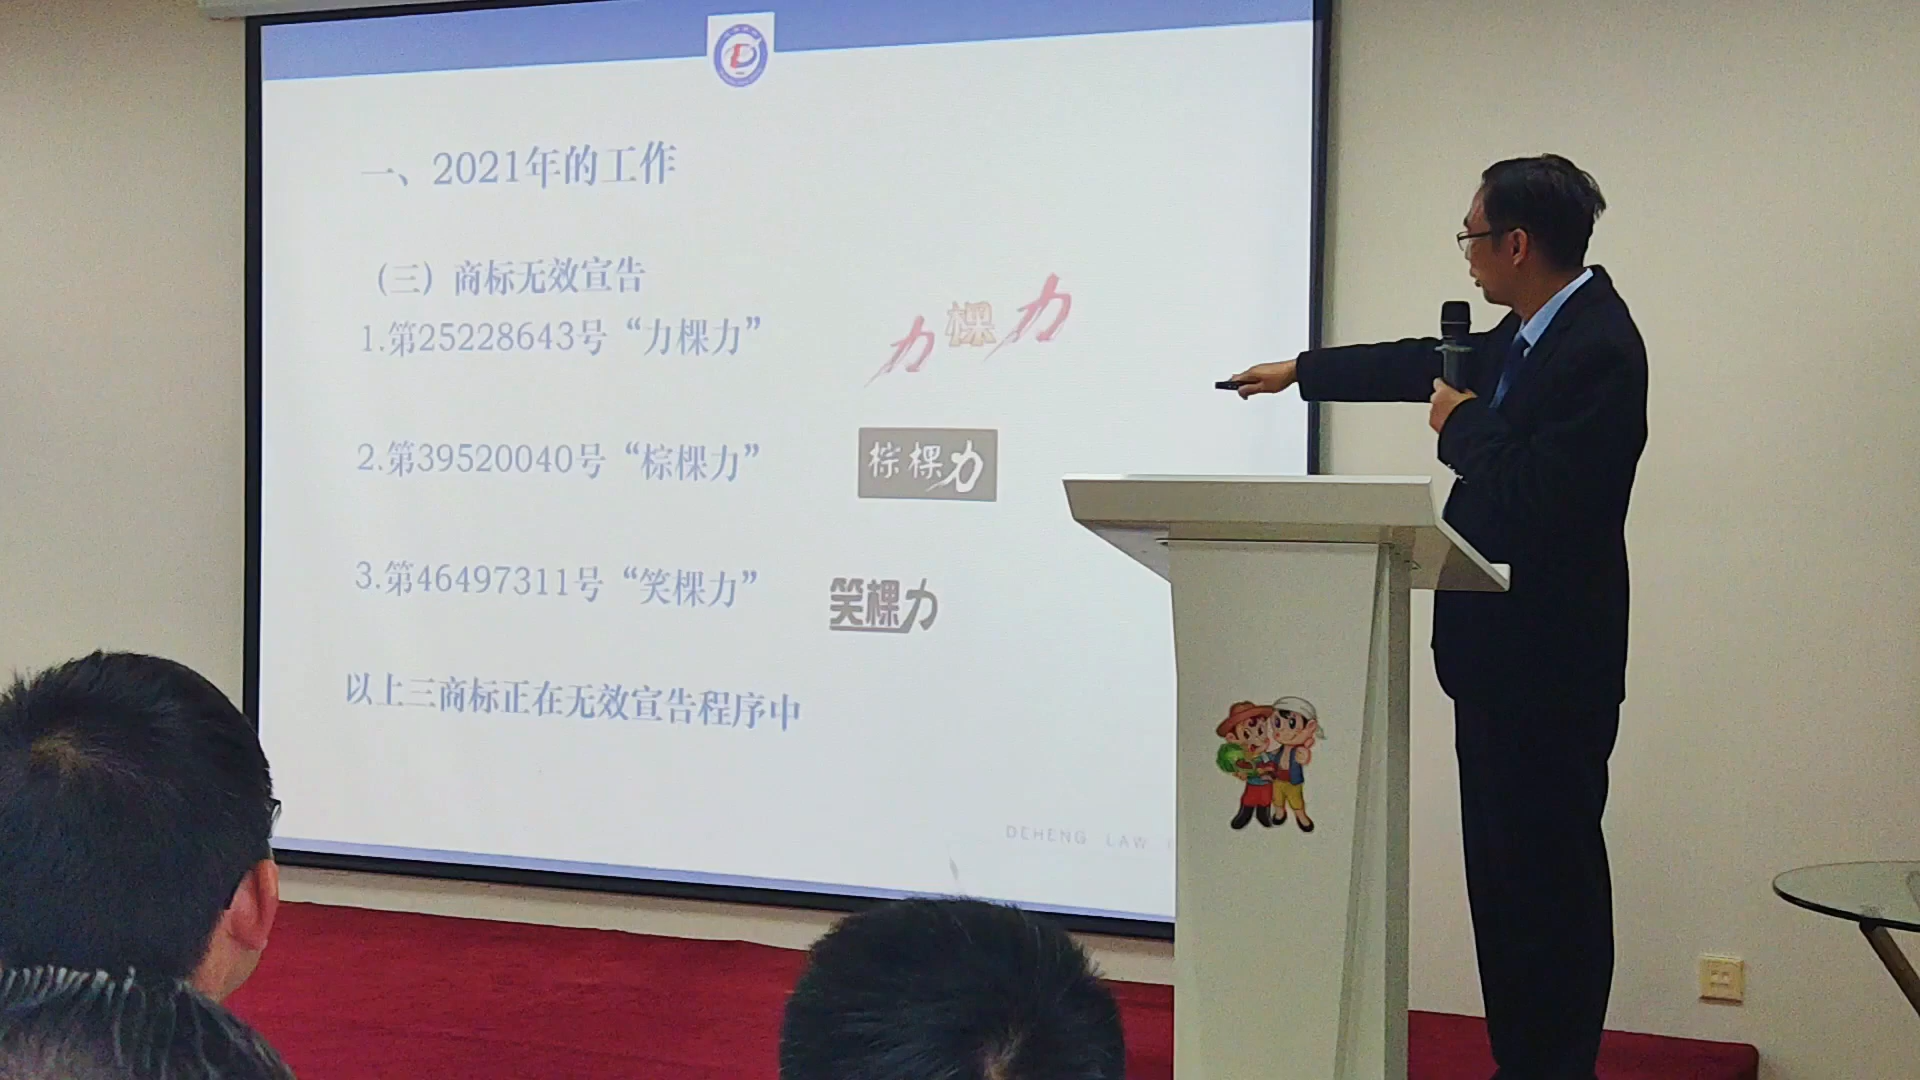 一、2021年的工作
（三）商标无效宣告
1.第25228643号“力棵力”
力棵力
2.第39520040号“棕棵力”
棕棵力
3.第46497311号“笑棵力”
笑棵力
以上三商标正在无效宣告程序中
DEHENG LAW